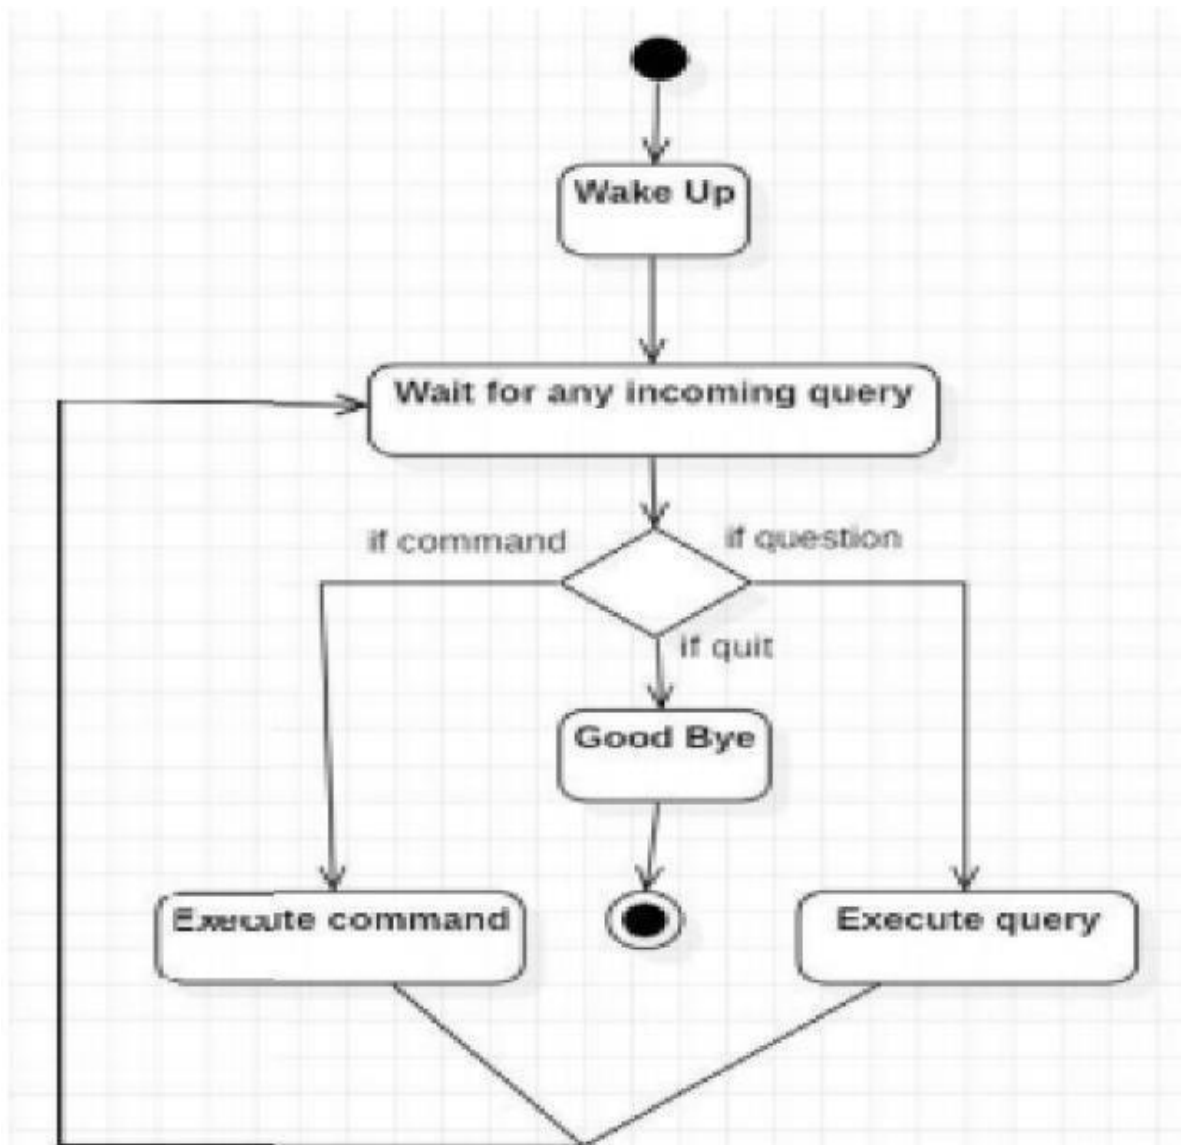 Wake Up
Wait for any incoming query
if command
if question
if quit
Good Bye
Execute command
Execute query